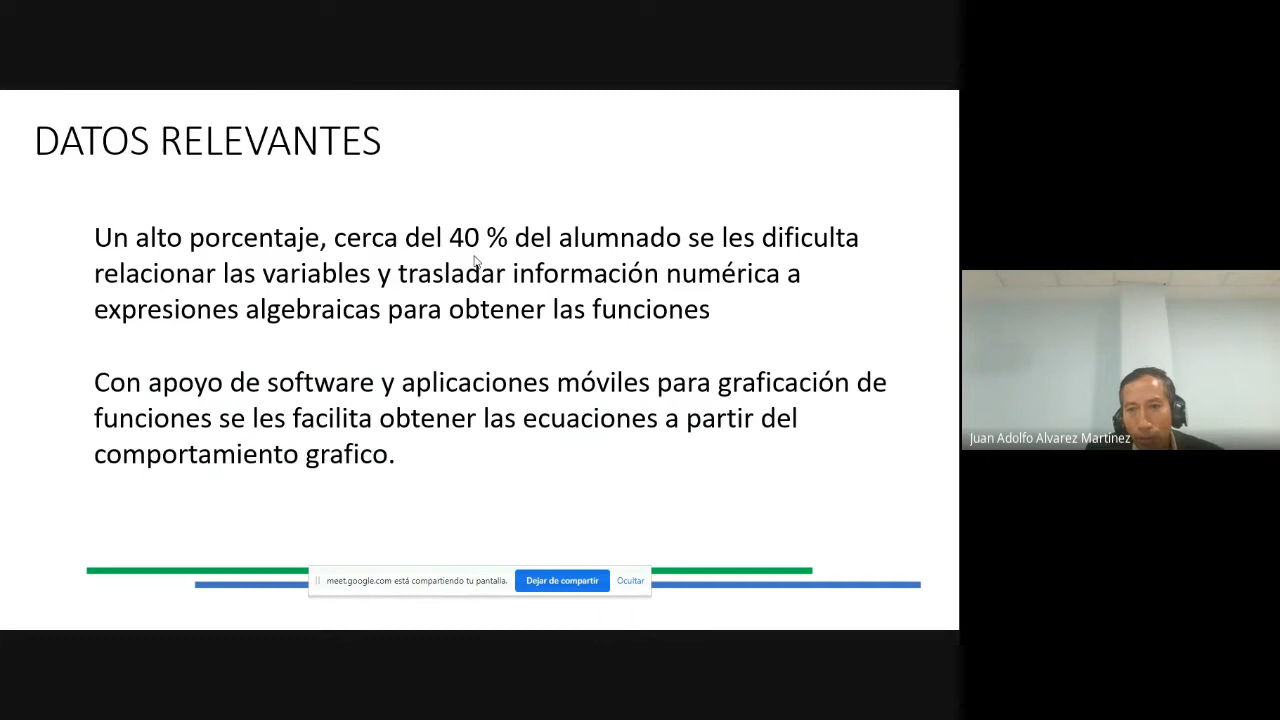 DATOS RELEVANTES
Un alto porcentaje, cerca del 40 % del alumnado se les dificulta
relacionar las variables y trasladar información numérica a
expresiones algebraicas para obtener las funciones
Con apoyo de software y aplicaciones móviles para graficación de
funciones se les facilita obtener las ecuaciones a partir del
comportamiento grafico.
meet.google.com está compartiendo tu pantalla. Dejar de compartir Ocultar
Juan Adolfo Alvarez Martínez